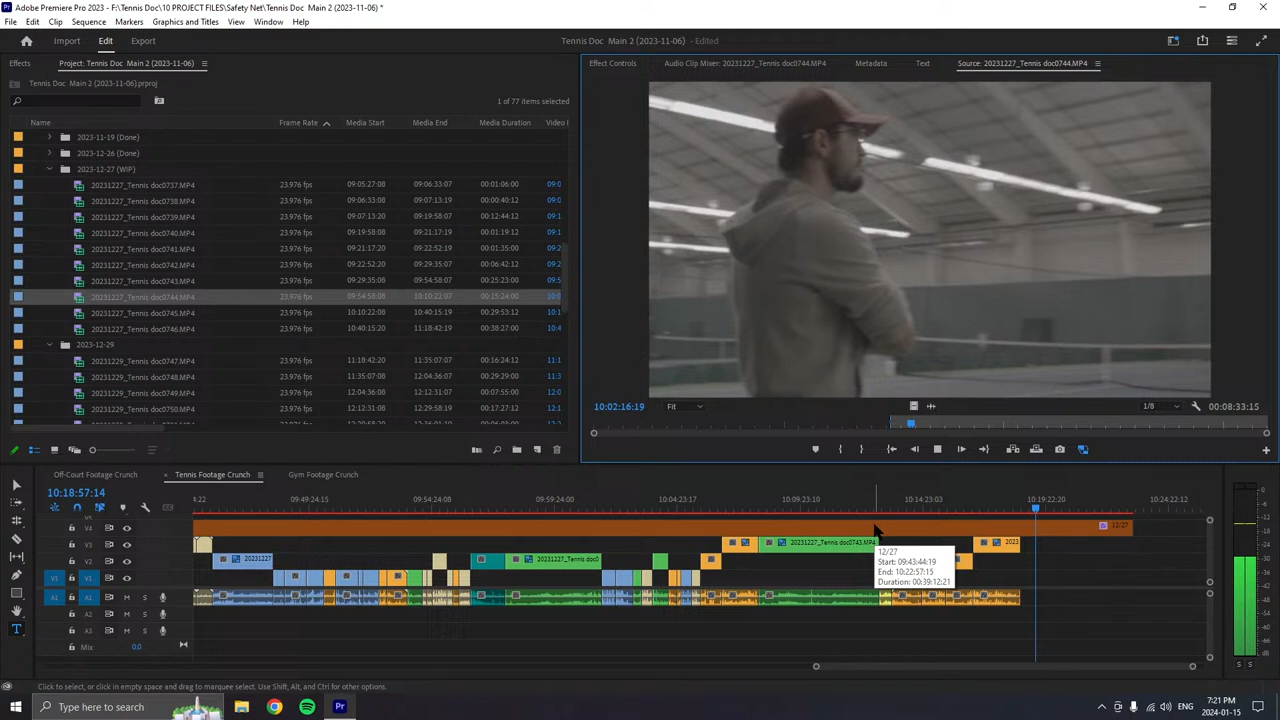 Adobe Premiere Pro 2023 - F:\Tennis Doc\10 PROJECT FILES\Safety Net\Tennis Doc  Main 2 (2023-11-06) *
File Edit Clip Sequence Markers Graphics and Titles View Window Help
Import Edit Export Tennis Doc  Main 2 (2023-11-06) - Edited
Effects Project: Tennis Doc  Main 2 (2023-11-06) Effect Controls Audio Clip Mixer: 20231227_Tennis doc0744.MP4 Metadata Text Source: 20231227_Tennis doc0744.MP4
Tennis Doc  Main 2 (2023-11-06).prproj
1 of 77 items selected
Name Frame Rate Media Start Media End Media Duration Video I
2023-11-19 (Done)
2023-12-26 (Done)
2023-12-27 (WIP)
20231227_Tennis doc0737.MP4 23.976 fps 09:05:27:08 09:06:33:07 00:01:06:00 09:0
20231227_Tennis doc0738.MP4 23.976 fps 09:06:33:08 09:07:13:19 00:00:40:12 09:0
20231227_Tennis doc0739.MP4 23.976 fps 09:07:13:20 09:19:58:07 00:12:44:12 09:1
20231227_Tennis doc0740.MP4 23.976 fps 09:19:58:08 09:21:17:19 00:01:19:12 09:1
20231227_Tennis doc0741.MP4 23.976 fps 09:21:17:20 09:22:52:19 00:01:35:00 09:2
20231227_Tennis doc0742.MP4 23.976 fps 09:22:52:20 09:29:35:07 00:06:42:12 09:2
20231227_Tennis doc0743.MP4 23.976 fps 09:29:35:08 09:54:58:07 00:25:23:00 09:5
20231227_Tennis doc0744.MP4 23.976 fps 09:54:58:08 10:10:22:07 00:15:24:00 10:0
20231227_Tennis doc0745.MP4 23.976 fps 10:10:22:08 10:40:15:19 00:29:53:12 10:1
20231227_Tennis doc0746.MP4 23.976 fps 10:40:15:20 11:18:42:19 00:38:27:00 10:4
2023-12-29
20231229_Tennis doc0747.MP4 23.976 fps 11:18:42:20 11:35:07:07 00:16:24:12 11:1
20231229_Tennis doc0748.MP4 23.976 fps 11:35:07:08 12:04:36:07 00:29:29:00 11:3
20231229_Tennis doc0749.MP4 23.976 fps 12:04:36:08 12:12:31:07 00:07:55:00 12:0
20231229_Tennis doc0750.MP4 23.976 fps 12:12:31:08 12:29:58:19 00:17:27:12 12:1
10:02:16:19 Fit 1/8 00:08:33:15
Off-Court Footage Crunch Tennis Footage Crunch Gym Footage Crunch
10:18:57:14
:22 09:49:24:15 09:54:24:08 09:59:24:00 10:04:23:17 10:09:23:10 10:14:23:03 10:19:22:20 10:24:22:12
V4 12/27
V3 20231227_Tennis doc0743.MP4 2023
V2 20231227 20231227_Tennis doc0
V1 V1
A1 A1 M S
A2 M S
A3 M S
Mix 0.0
12/27
Start: 09:43:44:19
End: 10:22:57:15
Duration: 00:39:12:21
0
-6
-12
-18
-24
-30
-36
-42
-48
-54
dB
S S
Click to select, or click in empty space and drag to marquee select. Use Shift, Alt, and Ctrl for other options.
Type here to search
ENG
7:21 PM
2024-01-15